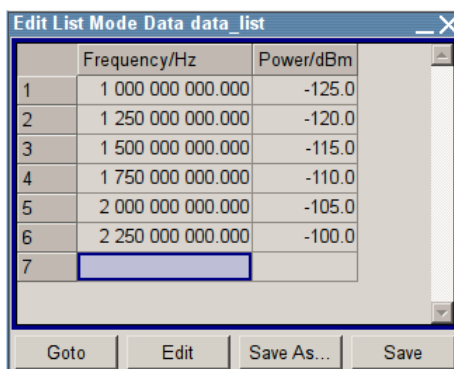 Edit List Mode Data data_list
Frequency/Hz Power/dBm
1 1 000 000 000.000 -125.0
2 1 250 000 000.000 -120.0
3 1 500 000 000.000 -115.0
4 1 750 000 000.000 -110.0
5 2 000 000 000.000 -105.0
6 2 250 000 000.000 -100.0
7
Goto Edit Save As... Save